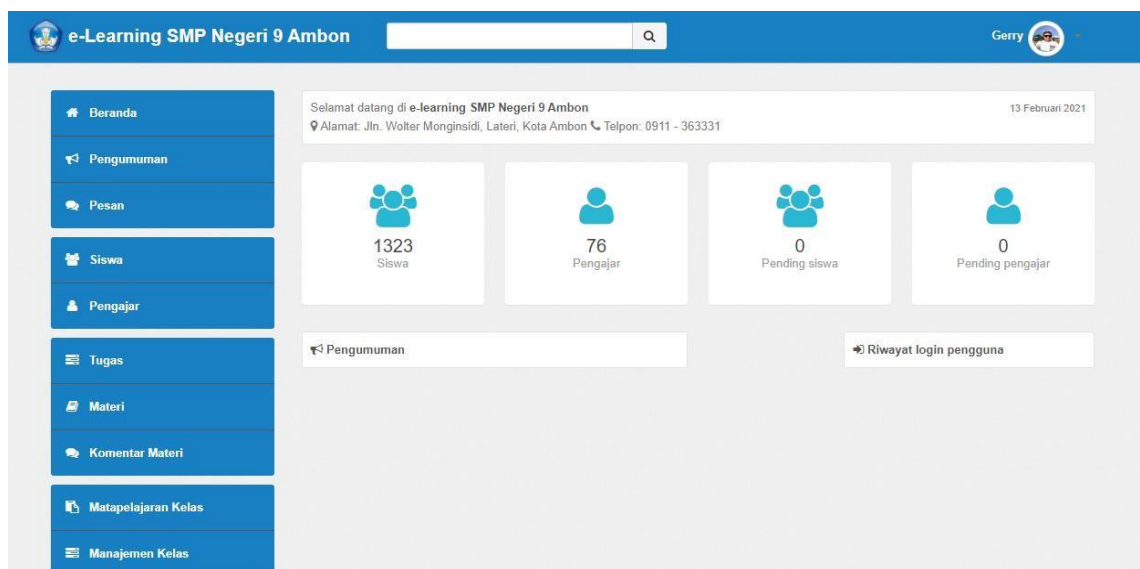 e-Learning SMP Negeri 9 Ambon
Gerry
Beranda
Pengumuman
Pesan
Siswa
Pengajar
Tugas
Materi
Komentar Materi
Matapelajaran Kelas
Manajemen Kelas
Selamat datang di e-learning SMP Negeri 9 Ambon
13 Februari 2021
Alamat: Jln. Wolter Monginsidi, Lateri, Kota Ambon Telpon: 0911 - 363331
1323
Siswa
76
Pengajar
0
Pending siswa
0
Pending pengajar
Pengumuman
Riwayat login pengguna